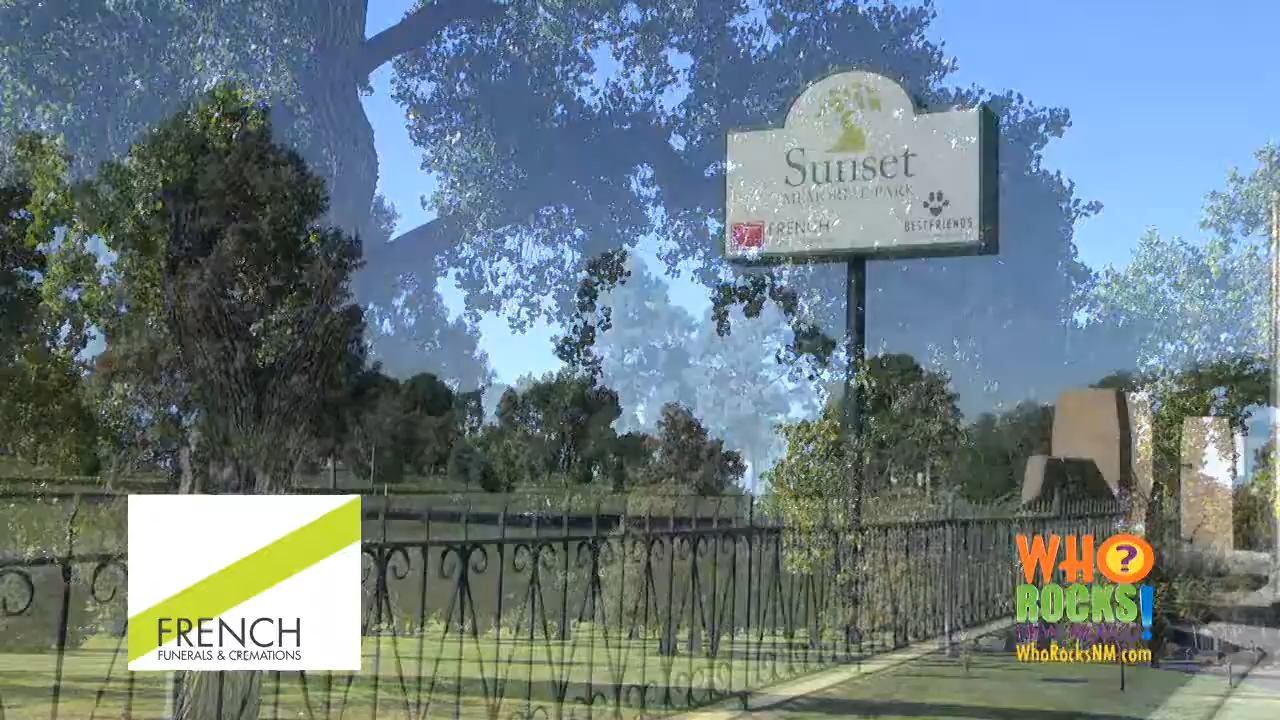 Sunset
MEMORIAL PARK
FRENCH
BESTFRIENDS
FRENCH
FUNERALS & CREMATIONS
WHO?
ROCKS!
NEW MEXICO
WhoRocksNM.com